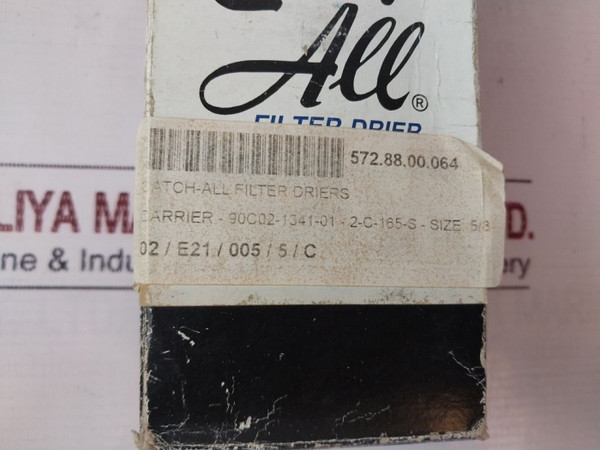 All®
FILTER-DRIER
572.88.00.064
CATCH-ALL FILTER DRIERS
CARRIER - 90C02-1341-01 - 2-C-165-S - SIZE 5/8
02 / E21 / 005 / 5 / C
LIYA MA
D.
ne & Indu
ery